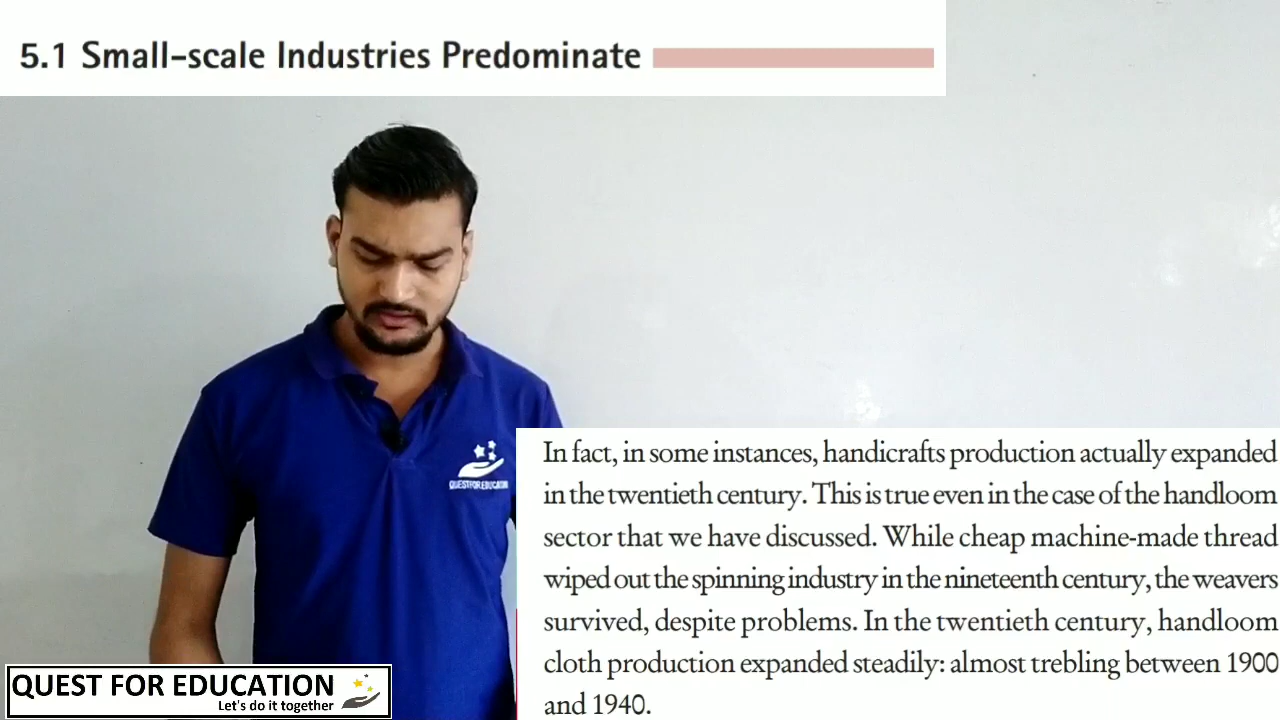 5.1 Small-scale Industries Predominate
QUESTFOREDUCATION
In fact, in some instances, handicrafts production actually expanded
in the twentieth century. This is true even in the case of the handloom
sector that we have discussed. While cheap machine-made thread
wiped out the spinning industry in the nineteenth century, the weavers
survived, despite problems. In the twentieth century, handloom
cloth production expanded steadily: almost trebling between 1900
and 1940.
QUEST FOR EDUCATION
Let's do it together